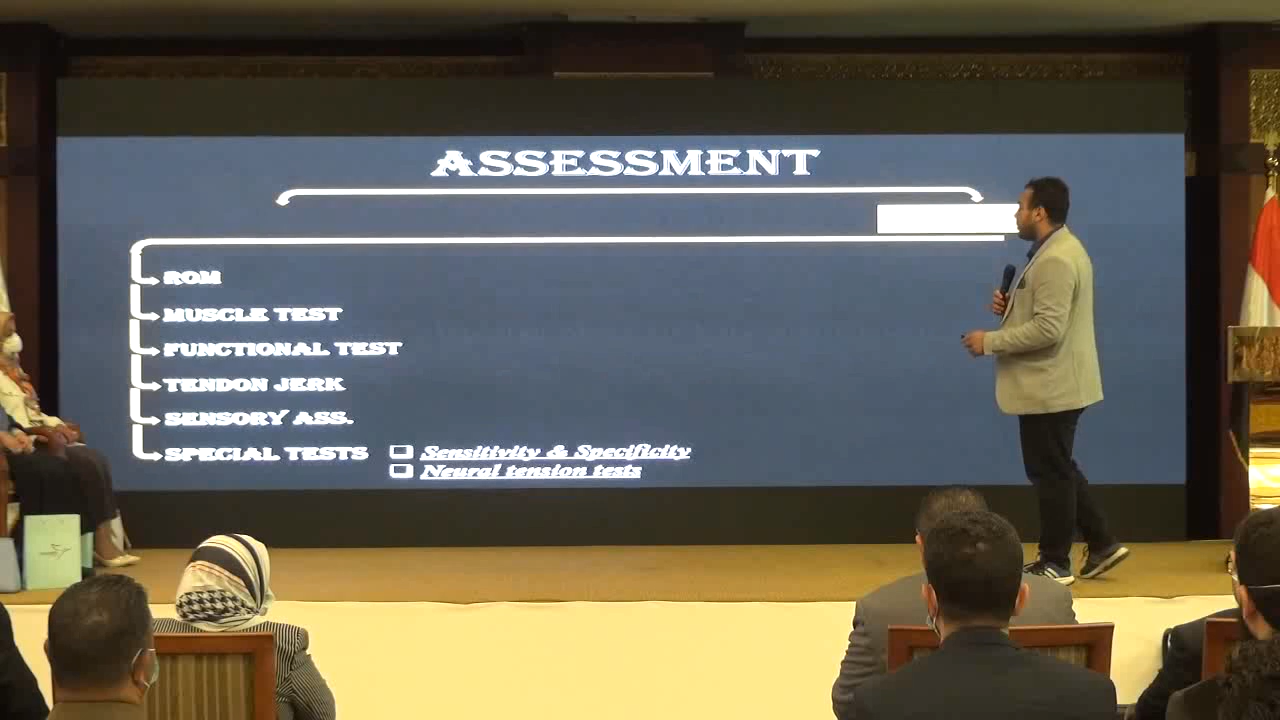 ASSESSMENT
ROM
MUSCLE TEST
FUNCTIONAL TEST
TENDON JERK
SENSORY ASS.
SPECIAL TESTS
Sensitivity & Specificity
Neural tension tests